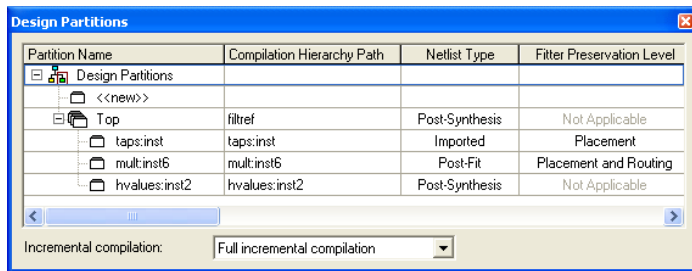 Design Partitions
Partition Name Compilation Hierarchy Path Netlist Type Fitter Preservation Level
Design Partitions
<<new>>
Top filtref Post-Synthesis Not Applicable
taps:inst taps:inst Imported Placement
mult:inst6 mult:inst6 Post-Fit Placement and Routing
hvalues:inst2 hvalues:inst2 Post-Synthesis Not Applicable
Incremental compilation: Full incremental compilation